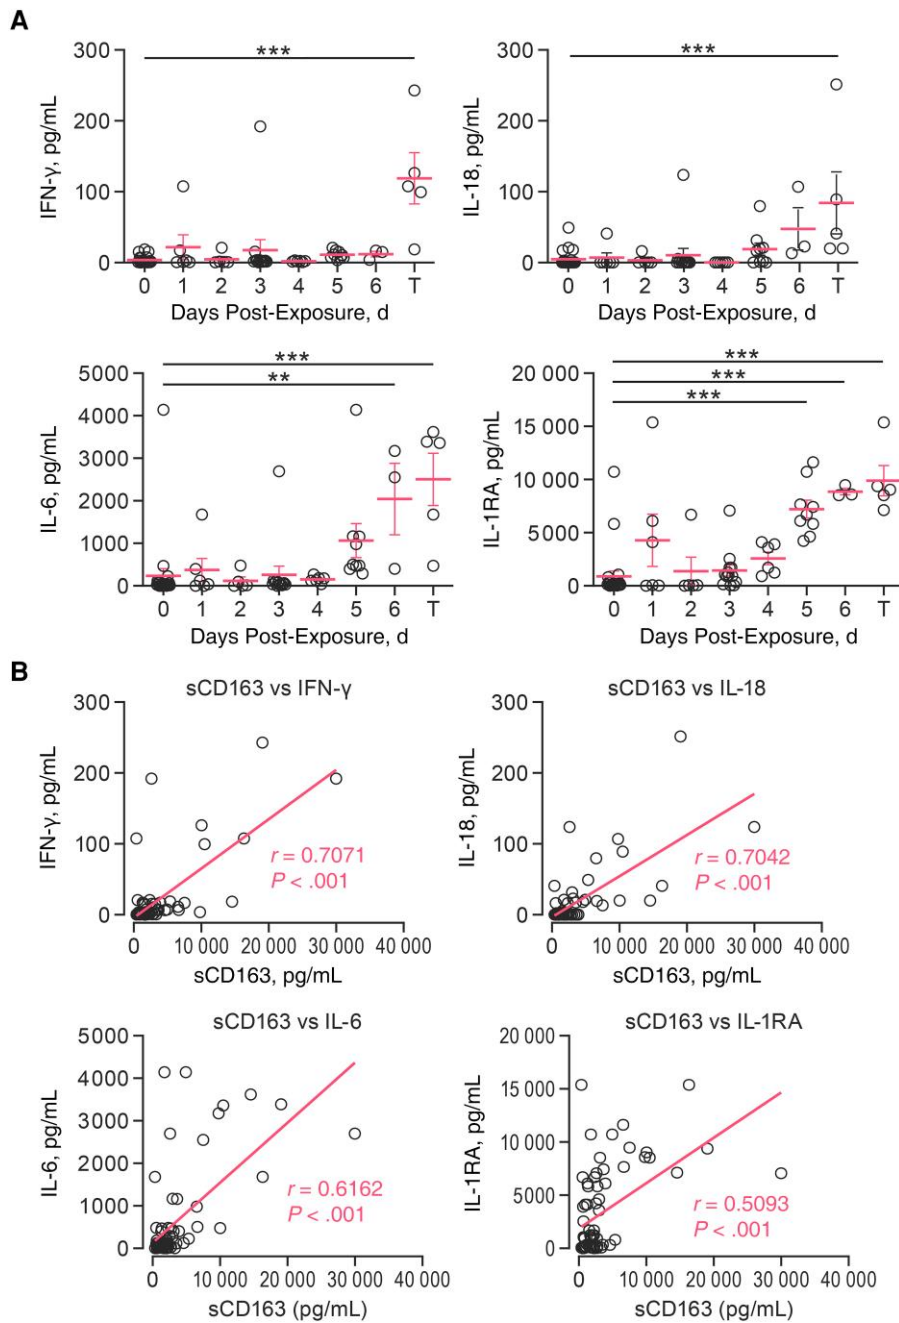 A
***
300
200
100
0
IFN-γ, pg/mL
0 1 2 3 4 5 6 T
Days Post-Exposure, d
***
300
200
100
0
IL-18, pg/mL
0 1 2 3 4 5 6 T
Days Post-Exposure, d
***
**
5000
4000
3000
2000
1000
0
IL-6, pg/mL
0 1 2 3 4 5 6 T
Days Post-Exposure, d
***
***
***
20 000
15 000
10 000
5000
0
IL-1RA, pg/mL
0 1 2 3 4 5 6 T
Days Post-Exposure, d
B
sCD163 vs IFN-γ
300
200
100
0
IFN-γ, pg/mL
r = 0.7071
P < .001
0 10 000 20 000 30 000 40 000
sCD163, pg/mL
sCD163 vs IL-18
300
200
100
0
IL-18, pg/mL
r = 0.7042
P < .001
0 10 000 20 000 30 000 40 000
sCD163, pg/mL
sCD163 vs IL-6
5000
4000
3000
2000
1000
0
IL-6, pg/mL
r = 0.6162
P < .001
0 10 000 20 000 30 000 40 000
sCD163 (pg/mL)
sCD163 vs IL-1RA
20 000
15 000
10 000
5000
0
IL-1RA, pg/mL
r = 0.5093
P < .001
0 10 000 20 000 30 000 40 000
sCD163 (pg/mL)